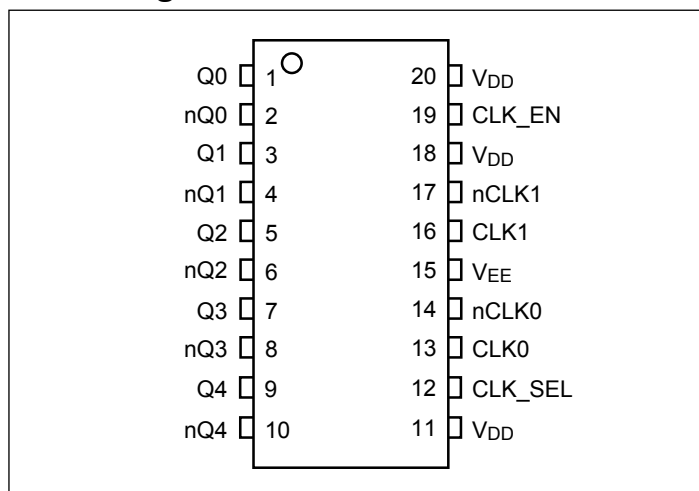 Q0 1 20 VDD
nQ0 2 19 CLK_EN
Q1 3 18 VDD
nQ1 4 17 nCLK1
Q2 5 16 CLK1
nQ2 6 15 VEE
Q3 7 14 nCLK0
nQ3 8 13 CLK0
Q4 9 12 CLK_SEL
nQ4 10 11 VDD